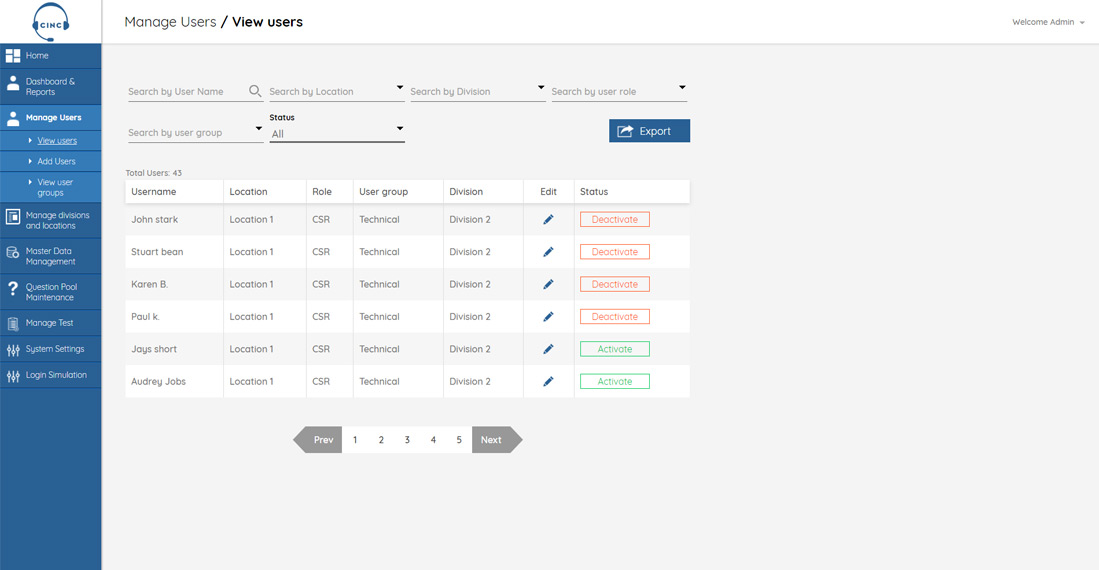 CINC
Manage Users / View users
Welcome Admin
Home
Dashboard &
Reports
Manage Users
View users
Add Users
View user
groups
Manage divisions
and locations
Master Data
Management
Question Pool
Maintenance
Manage Test
System Settings
Login Simulation
Search by User Name
Search by Location
Search by Division
Search by user role
Search by user group
Status
All
Export
Total Users: 43
Username Location Role User group Division Edit Status
John stark Location 1 CSR Technical Division 2 Deactivate
Stuart bean Location 1 CSR Technical Division 2 Deactivate
Karen B. Location 1 CSR Technical Division 2 Deactivate
Paul k. Location 1 CSR Technical Division 2 Deactivate
Jays short Location 1 CSR Technical Division 2 Activate
Audrey Jobs Location 1 CSR Technical Division 2 Activate
Prev 1 2 3 4 5 Next